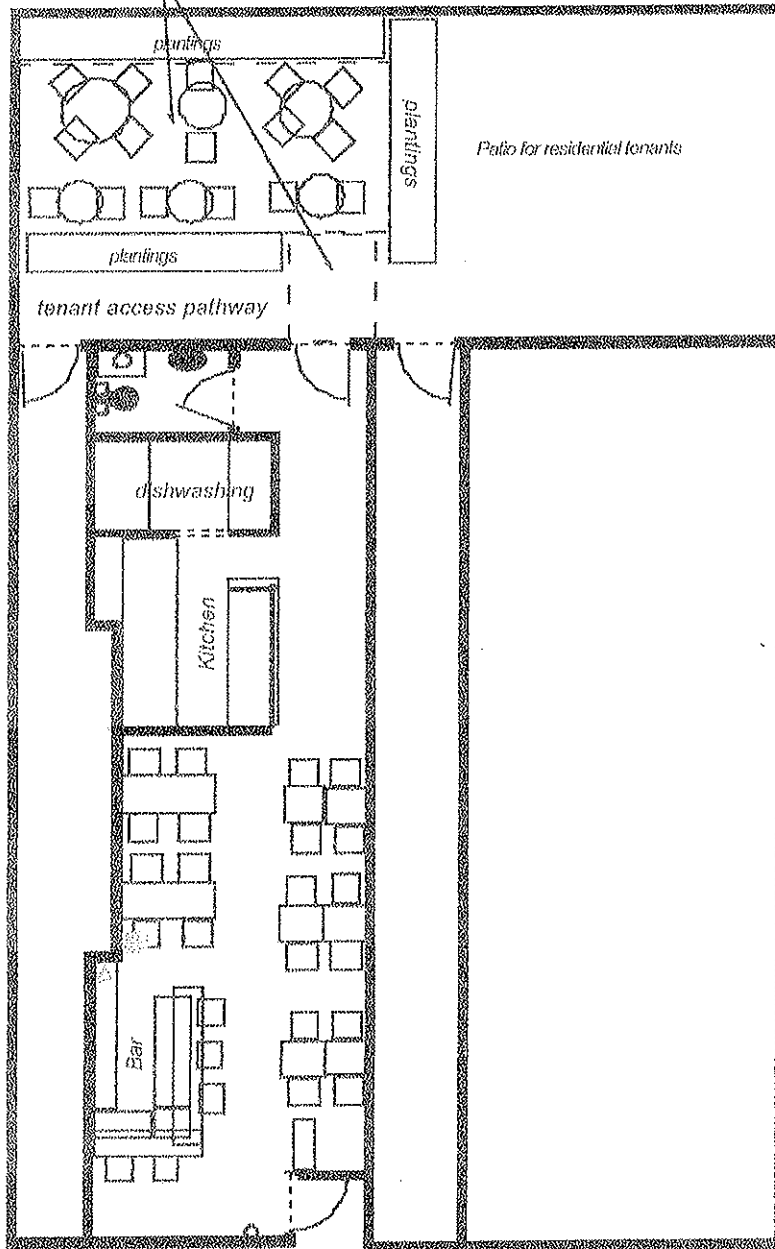 plantings
plantings
Patio for residential tenants
plantings
tenant access pathway
dishwashing
Kitchen
Bar